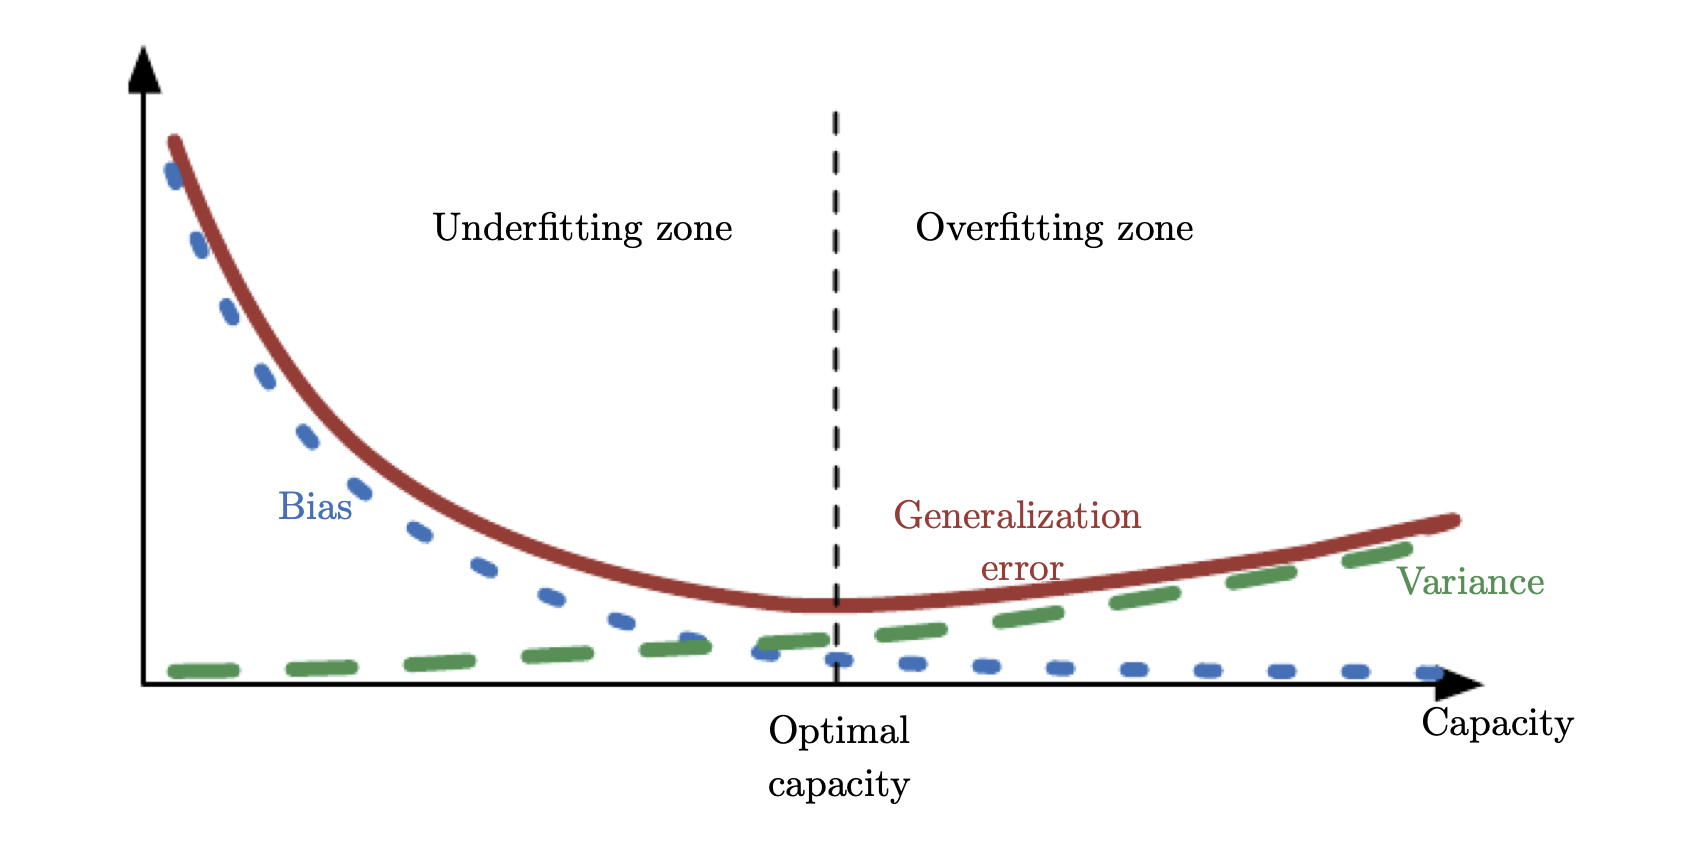 Underfitting zone
Overfitting zone
Bias
Generalization
error
Variance
Optimal
capacity
Capacity